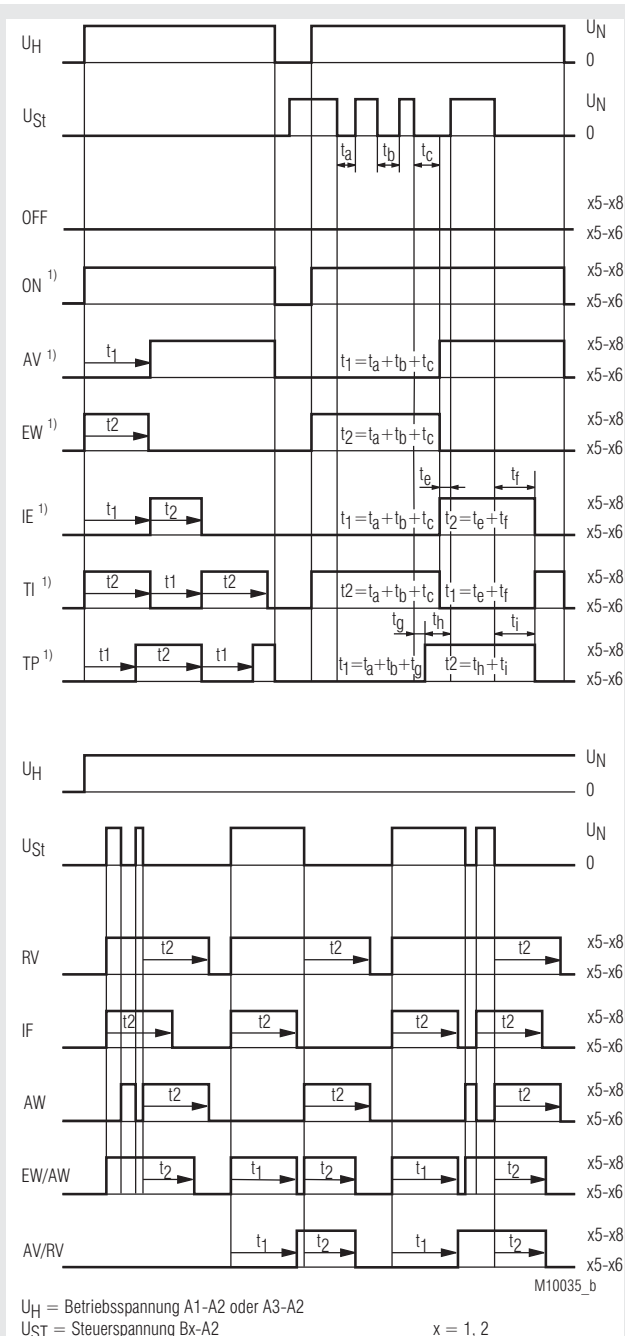 UH UN
0
USt UN
0
ta tb tc
OFF x5-x8
x5-x6
ON 1) x5-x8
x5-x6
AV 1) t1 t1=ta+tb+tc x5-x8
x5-x6
EW 1) t2 t2=ta+tb+tc x5-x8
x5-x6
te tf
IE 1) t1 t2 t1=ta+tb+tc t2=te+tf x5-x8
x5-x6
TI 1) t2 t1 t2 t2=ta+tb+tc t1=te+tf x5-x8
x5-x6
tg th ti
TP 1) t1 t2 t1 t1=ta+tb+tg t2=th+ti x5-x8
x5-x6
UH UN
0
USt UN
0
RV t2 t2 t2 x5-x8
x5-x6
IF t2 t2 t2 t2 x5-x8
x5-x6
AW t2 t2 t2 x5-x8
x5-x6
EW/AW t2 t1 t2 t1 t2 x5-x8
x5-x6
AV/RV t1 t2 t1 t2 x5-x8
x5-x6
M10035_b
UH = Betriebsspannung A1-A2 oder A3-A2
UST = Steuerspannung Bx-A2 x = 1, 2